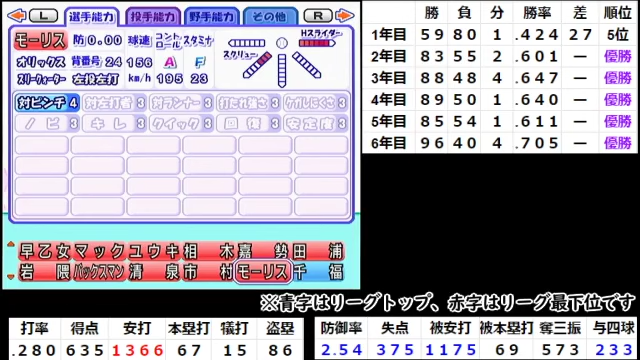 L 選手能力 投手能力 野手能力 その他 R
モーリス 防0.00 球速 コントロール スタミナ
オリックス 背番号 24 156km/h A 195 F 23
スリークォーター 左投左打
Hスライダー
スクリュー
対ピンチ 4 対左打者 3 対ランナー 3 打たれ強さ 3 ケガしにくさ 3
ノビ 3 キレ 3 クイック 3 回復 3 安定度 3
早乙女 マック ユウキ 相木 嘉勢 田浦
岩隈 バックスマン 清泉 市村 モーリス 千福
勝 負 分 勝率 差 順位
1年目 59 80 1 .424 27 5位
2年目 83 55 2 .601 — 優勝
3年目 88 48 4 .647 — 優勝
4年目 89 50 1 .640 — 優勝
5年目 85 54 1 .611 — 優勝
6年目 96 40 4 .705 — 優勝
※青字はリーグトップ、赤字はリーグ最下位です
打率 得点 安打 本塁打 犠打 盗塁
.280 635 1366 67 15 86
防御率 失点 被安打 被本塁打 奪三振 与四球
2.54 375 1175 69 573 233